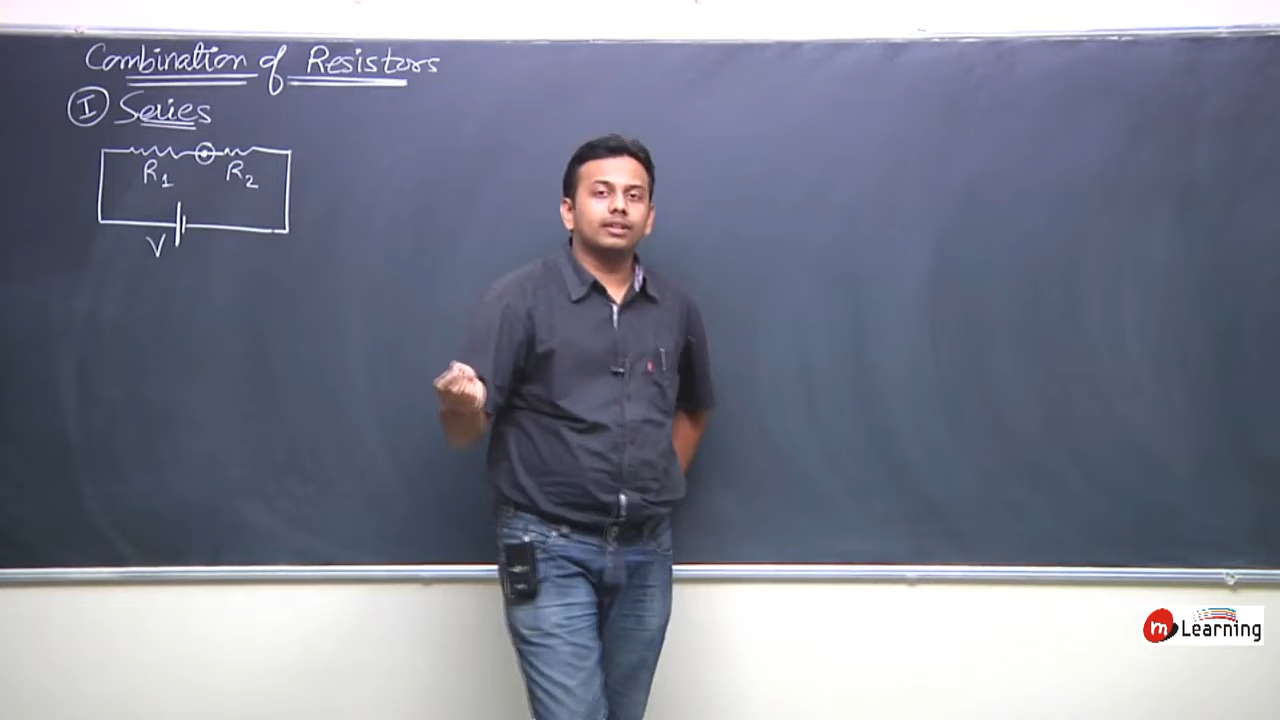 Combination of Resistors
I Series
R1 R2
V
m Learning